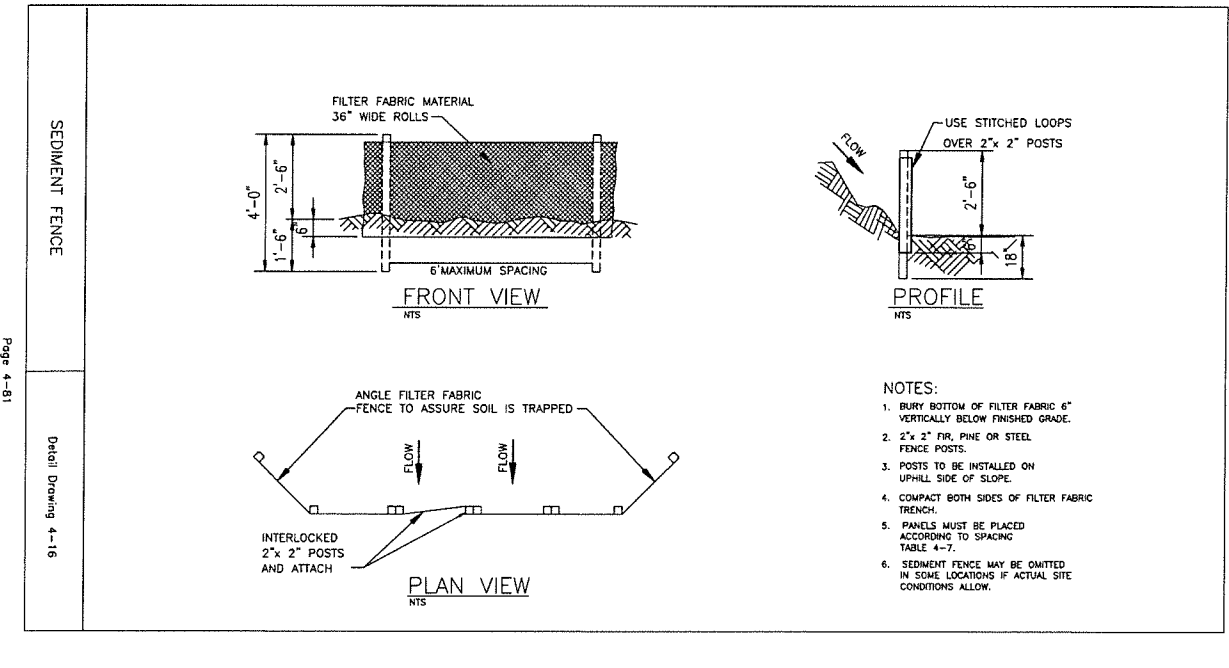 SEDIMENT FENCE
Detail Drawing 4-16
Page 4-81
FILTER FABRIC MATERIAL
36" WIDE ROLLS
4'-0"
2'-6"
1'-6"
6"
6'MAXIMUM SPACING
FRONT VIEW
NTS
FLOW
USE STITCHED LOOPS
OVER 2"x 2" POSTS
2'-6"
6"
18"
PROFILE
NTS
ANGLE FILTER FABRIC
FENCE TO ASSURE SOIL IS TRAPPED
FLOW
FLOW
INTERLOCKED
2"x 2" POSTS
AND ATTACH
PLAN VIEW
NTS
NOTES:
1. BURY BOTTOM OF FILTER FABRIC 6"
VERTICALLY BELOW FINISHED GRADE.
2. 2"x 2" FIR, PINE OR STEEL
FENCE POSTS.
3. POSTS TO BE INSTALLED ON
UPHILL SIDE OF SLOPE.
4. COMPACT BOTH SIDES OF FILTER FABRIC
TRENCH.
5. PANELS MUST BE PLACED
ACCORDING TO SPACING
TABLE 4-7.
6. SEDIMENT FENCE MAY BE OMITTED
IN SOME LOCATIONS IF ACTUAL SITE
CONDITIONS ALLOW.